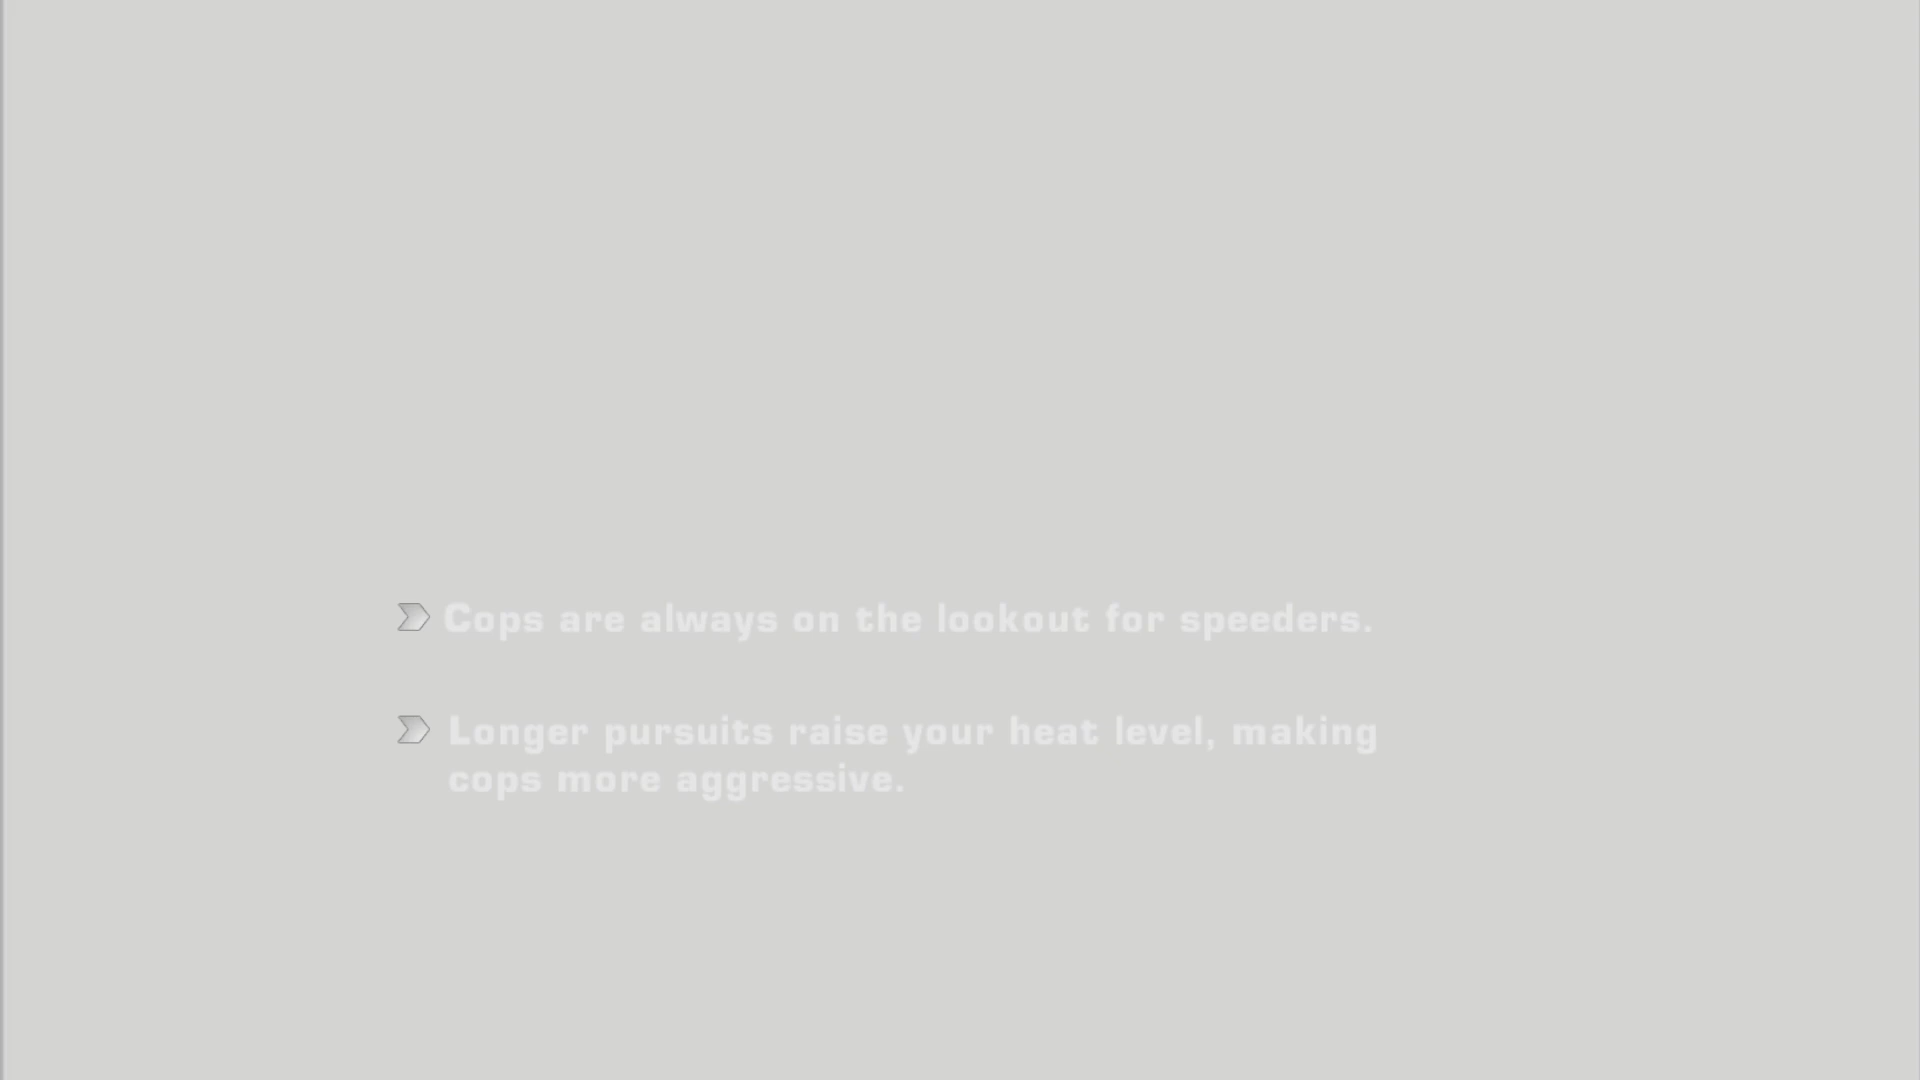 Cops are always on the lookout for speeders.
Longer pursuits raise your heat level, making
cops more aggressive.